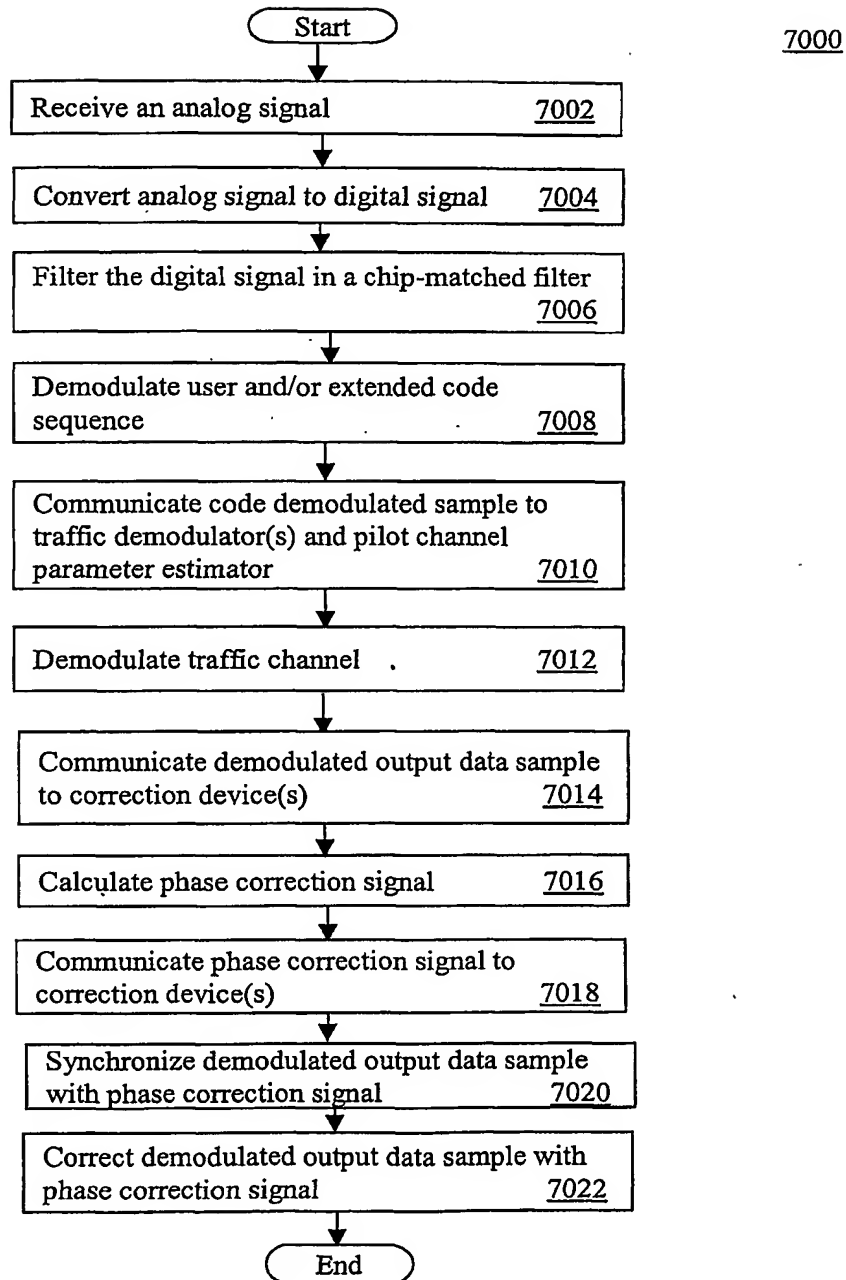 Start
7000
Receive an analog signal 7002
Convert analog signal to digital signal 7004
Filter the digital signal in a chip-matched filter
7006
Demodulate user and/or extended code
sequence 7008
Communicate code demodulated sample to
traffic demodulator(s) and pilot channel
parameter estimator 7010
Demodulate traffic channel 7012
Communicate demodulated output data sample
to correction device(s) 7014
Calculate phase correction signal 7016
Communicate phase correction signal to
correction device(s) 7018
Synchronize demodulated output data sample
with phase correction signal 7020
Correct demodulated output data sample with
phase correction signal 7022
End